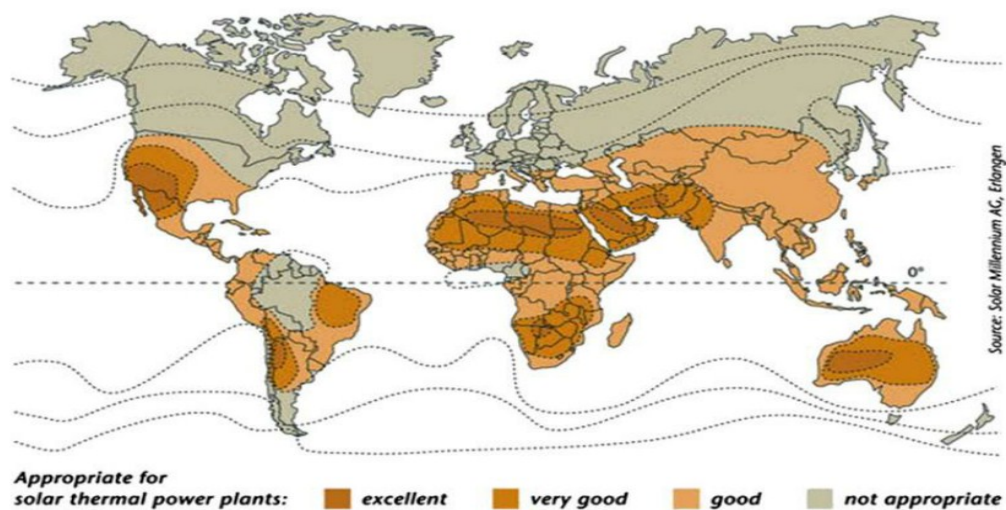 0°
Source: Solar Millennium AG, Erlangen
Appropriate for
solar thermal power plants: excellent very good good not appropriate